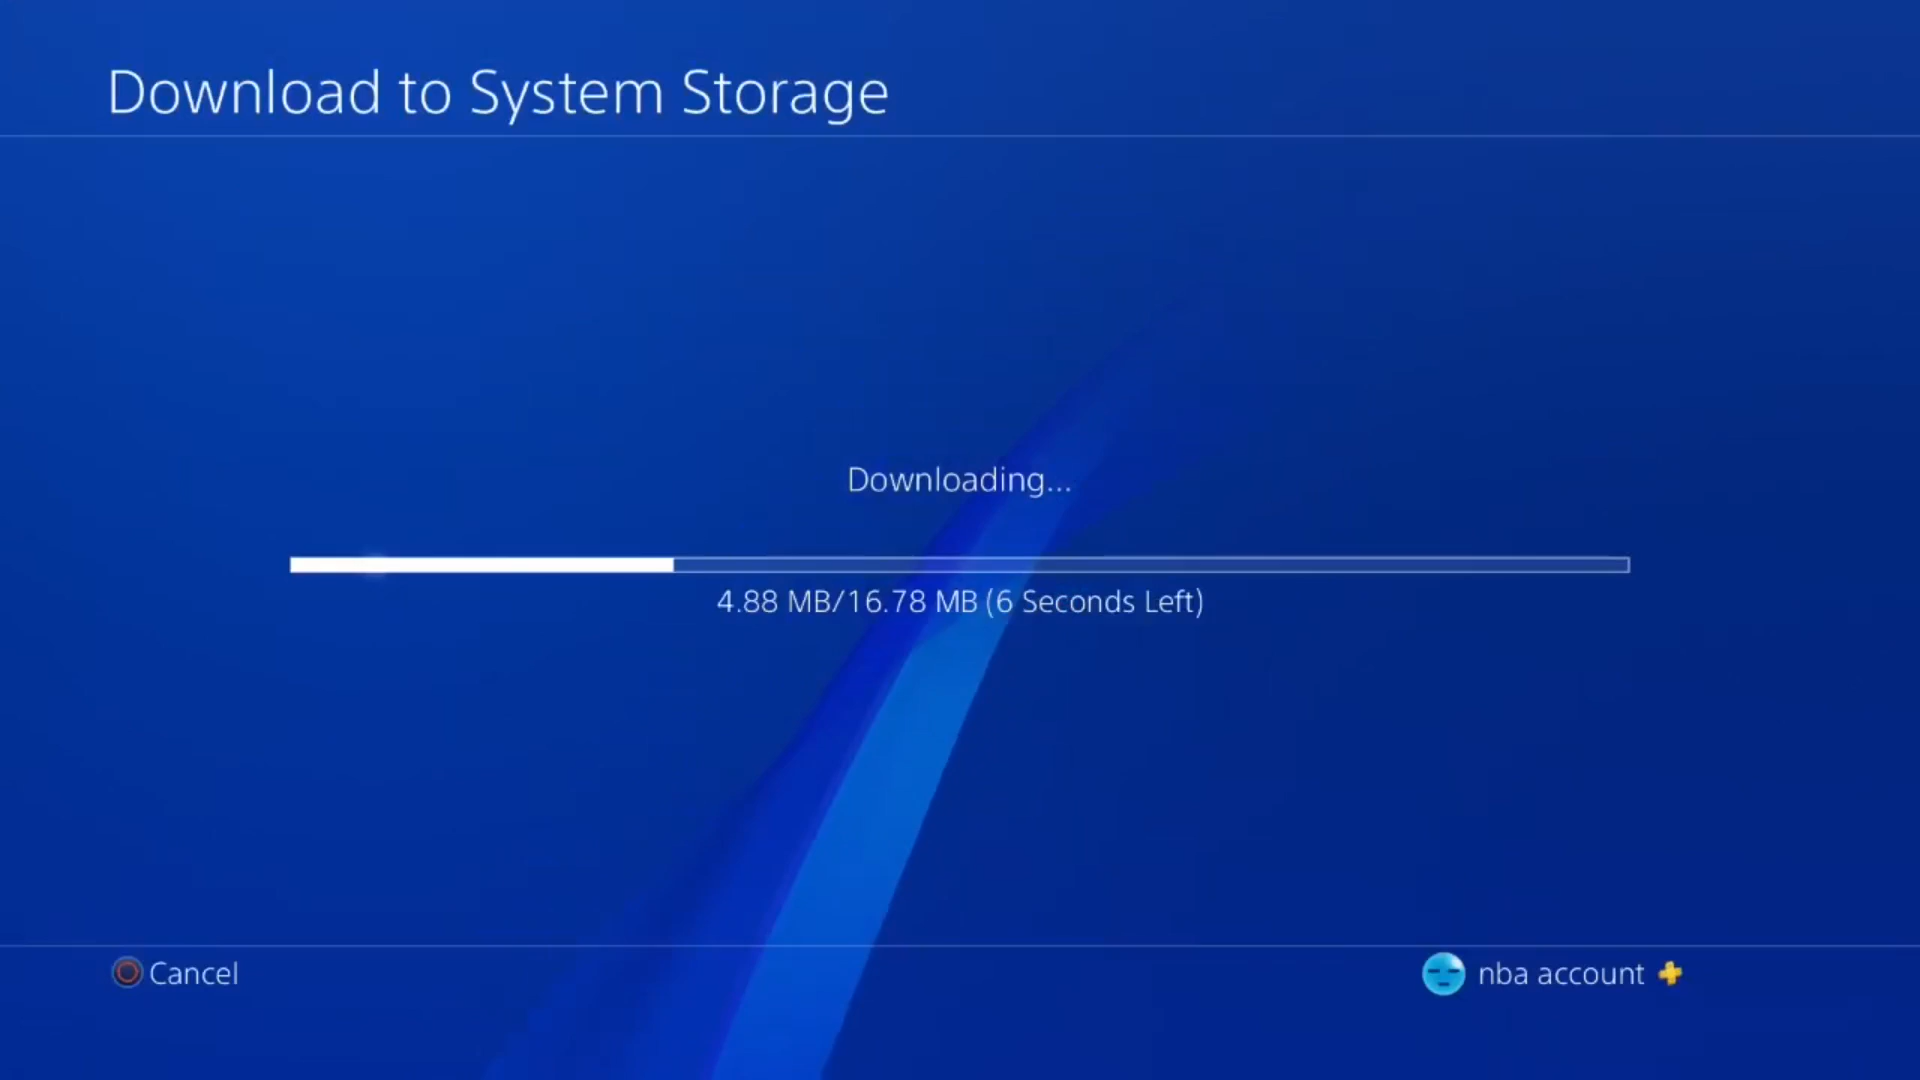 Download to System Storage
Downloading...
4.88 MB/16.78 MB (6 Seconds Left)
Cancel
nba account